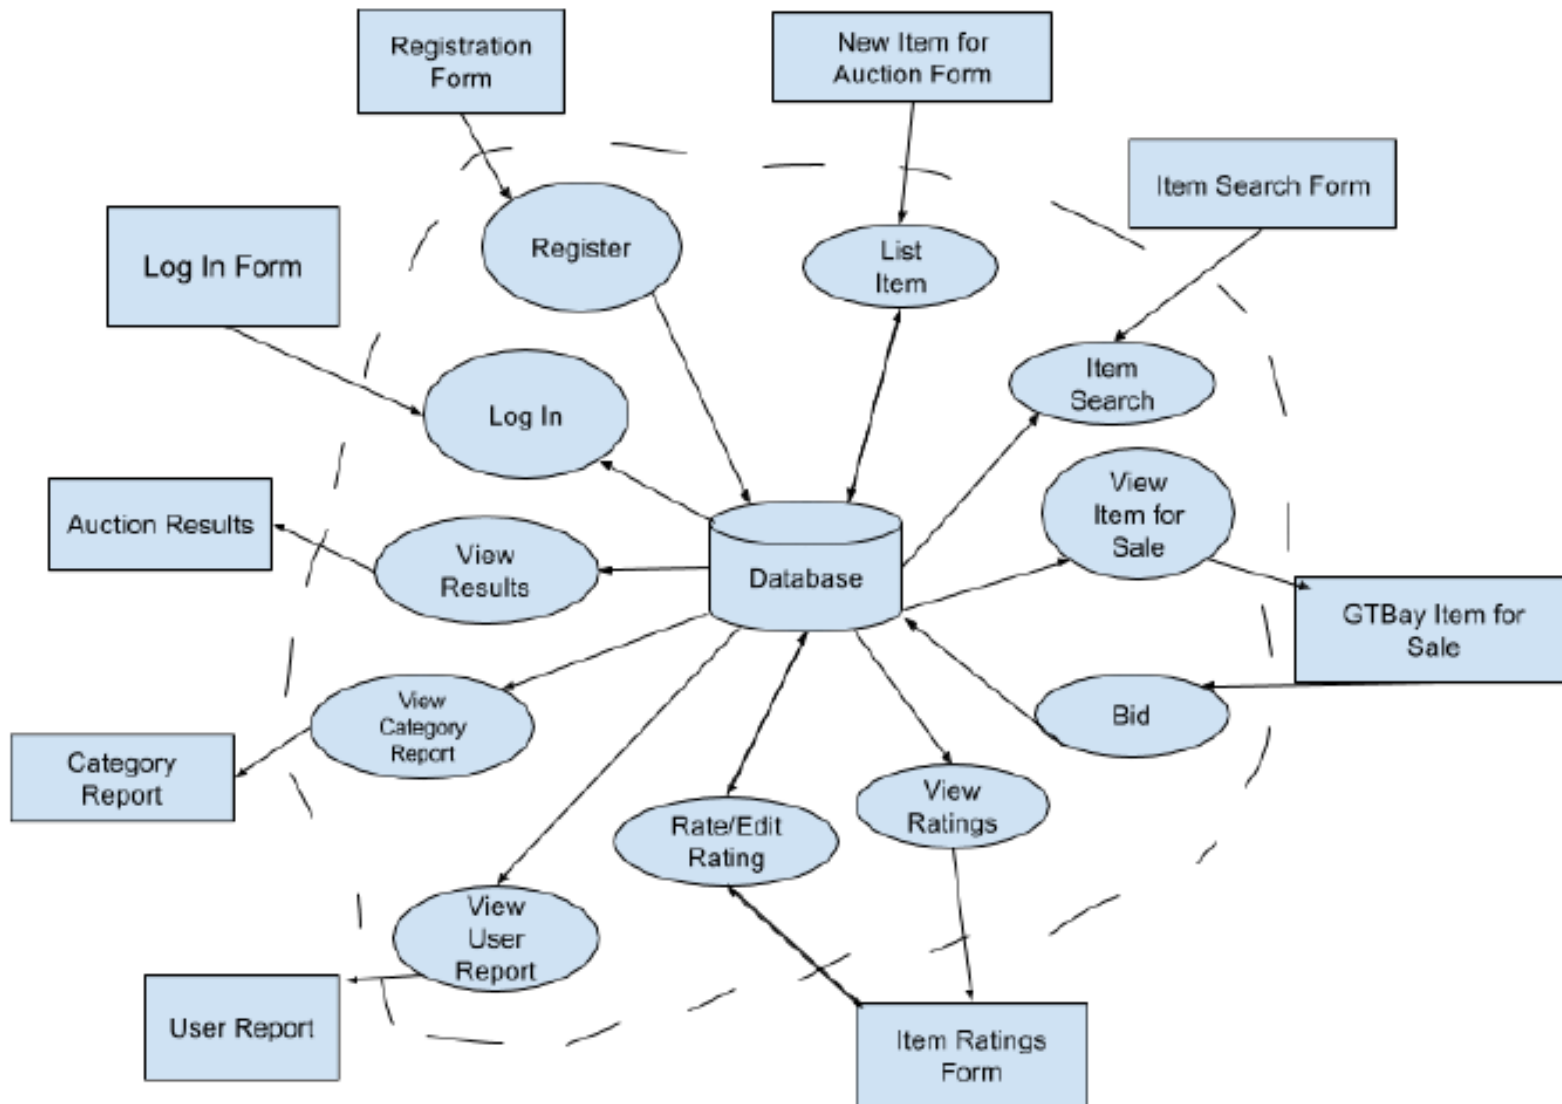 Registration
Form
New Item for
Auction Form
Item Search Form
Log In Form
Register
List
Item
Item
Search
Log In
View
Item for
Sale
Auction Results
View
Results
Database
GTBay Item for
Sale
View
Category
Report
Bid
Category
Report
View
Ratings
Rate/Edit
Rating
View
User
Report
User Report
Item Ratings
Form